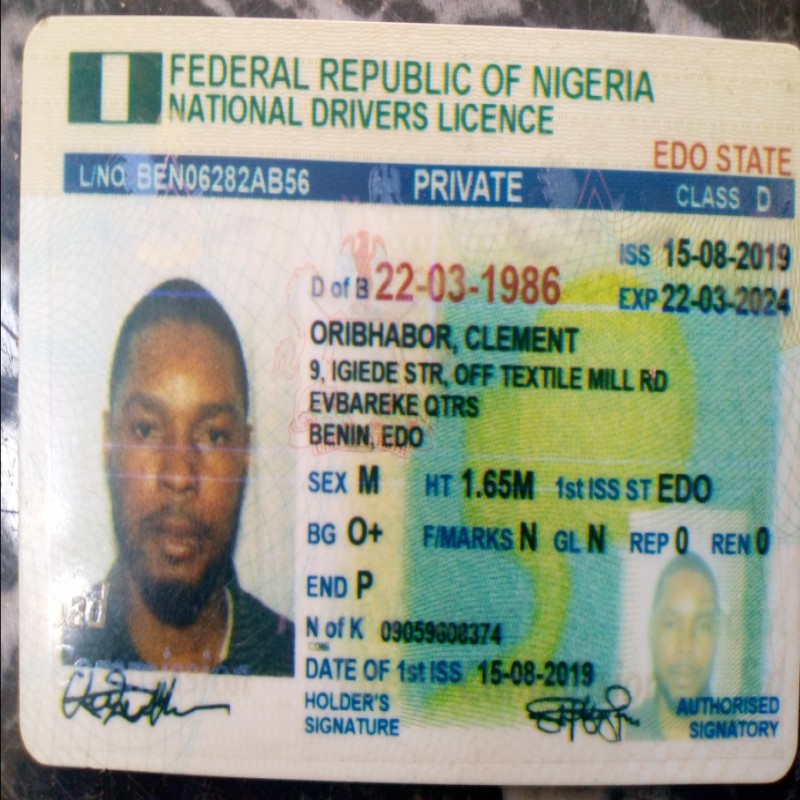 FEDERAL REPUBLIC OF NIGERIA
NATIONAL DRIVERS LICENCE
EDO STATE
L/NO BEN06282AB56 PRIVATE CLASS D
ISS 15-08-2019
D of B 22-03-1986 EXP 22-03-2024
ORIBHABOR, CLEMENT
9, IGIEDE STR, OFF TEXTILE MILL RD
EVBAREKE QTRS
BENIN, EDO
SEX M HT 1.65M 1st ISS ST EDO
BG O+ F/MARKS N GL N REP 0 REN 0
END P
N of K
DATE OF 1st ISS 15-08-2019
HOLDER'S SIGNATURE
AUTHORISED SIGNATORY